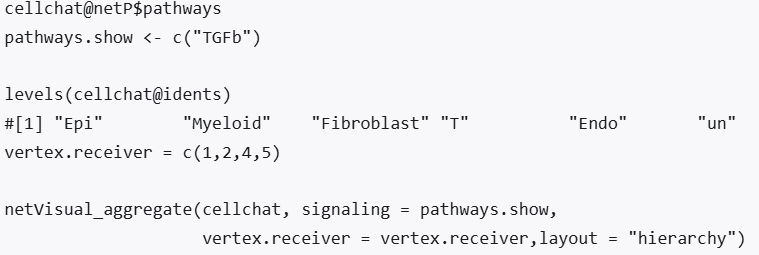 cellchat@netP$pathways
pathways.show <- c("TGFb")
levels(cellchat@idents)
#[1] "Epi" "Myeloid" "Fibroblast" "T" "Endo" "un"
vertex.receiver = c(1,2,4,5)
netVisual_aggregate(cellchat, signaling = pathways.show,
vertex.receiver = vertex.receiver,layout = "hierarchy")